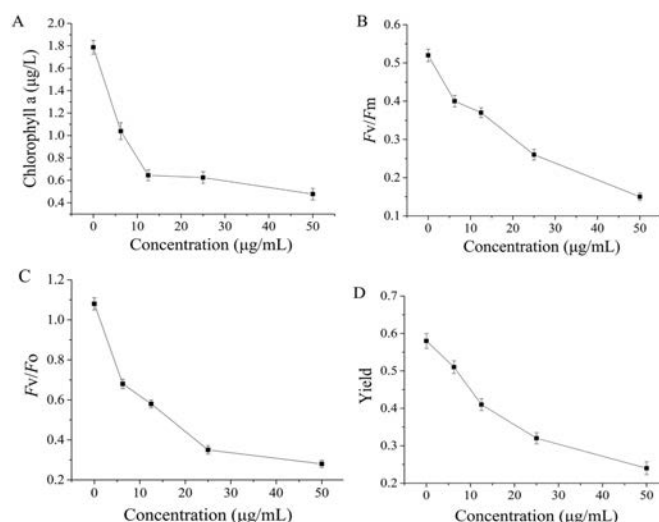 A
Chlorophyll a (μg/L)
2.0
1.8
1.6
1.4
1.2
1.0
0.8
0.6
0.4
0 10 20 30 40 50
Concentration (μg/mL)
B
Fv/Fm
0.5
0.4
0.3
0.2
0.1
0 10 20 30 40 50
Concentration (μg/mL)
C
Fv/Fo
1.2
1.0
0.8
0.6
0.4
0.2
0 10 20 30 40 50
Concentration (μg/mL)
D
Yield
0.7
0.6
0.5
0.4
0.3
0.2
0 10 20 30 40 50
Concentration (μg/mL)